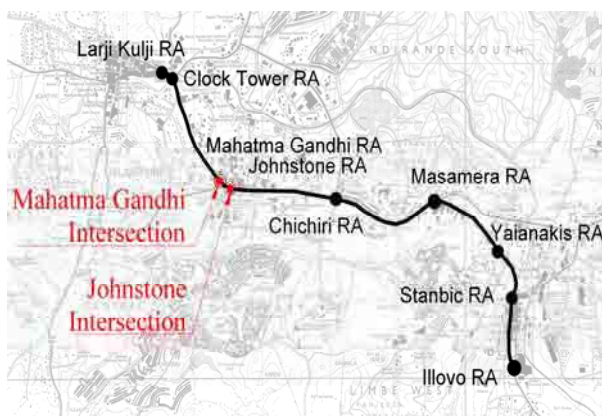 Larji Kulji RA
NDIRANDE SOUTH
Clock Tower RA
Mahatma Gandhi RA
Johnstone RA
Masamera RA
Mahatma Gandhi
Intersection
Chichiri RA
Yaianakis RA
Johnstone
Intersection
Stanbic RA
Illovo RA
LIMBE WEST